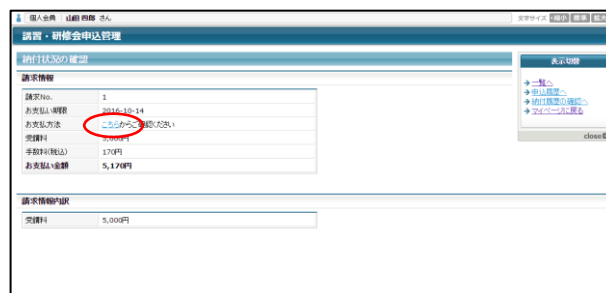 個人会員 山田 四郎 さん
文字サイズ 縮小 標準 拡大
講習・研修会申込管理
納付状況の確認
請求情報
請求No. 1
お支払い期限 2016-10-14
お支払方法 こちらからご確認ください
受講料 5,000円
手数料(税込) 170円
お支払い金額 5,170円
請求情報内訳
受講料 5,000円
表示切替
一覧へ
申込履歴へ
納付履歴の確認へ
マイページに戻る
close